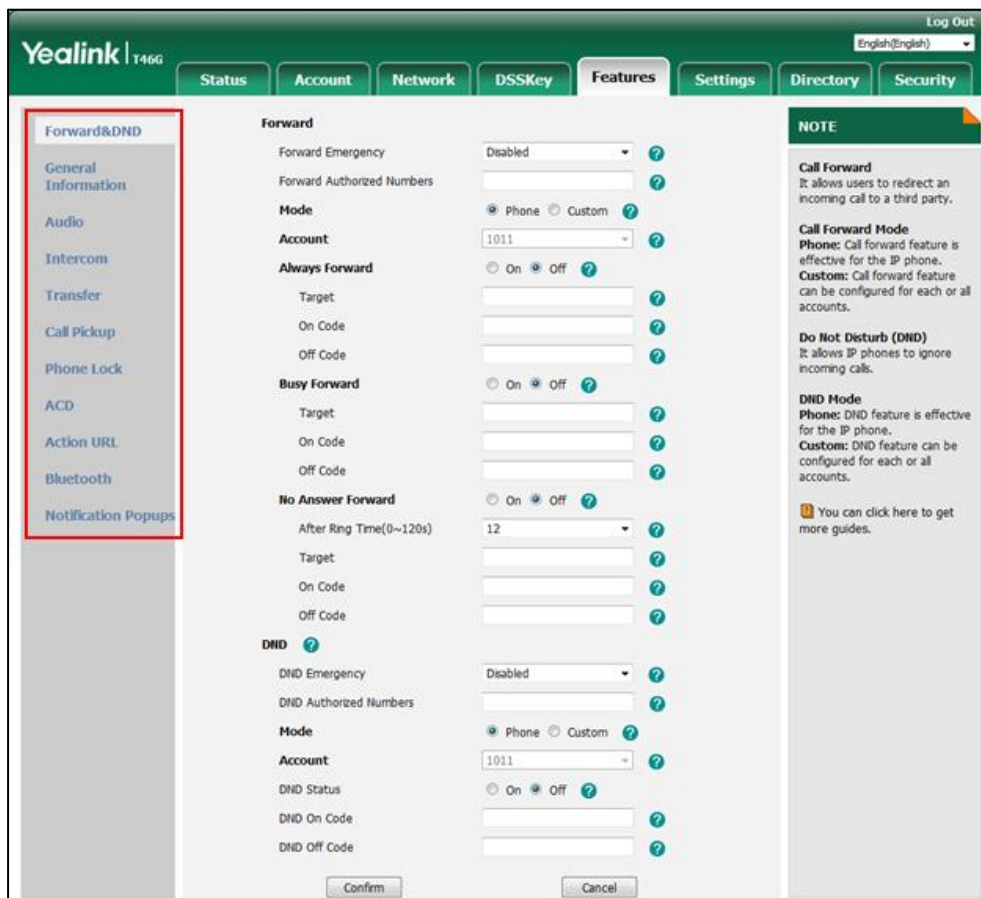 Log Out
Yealink | T46G
English(English)
Status Account Network DSSKey Features Settings Directory Security
Forward&DND
General
Information
Audio
Intercom
Transfer
Call Pickup
Phone Lock
ACD
Action URL
Bluetooth
Notification Popups
Forward
Forward Emergency Disabled ?
Forward Authorized Numbers ?
Mode Phone Custom ?
Account 1011 ?
Always Forward On Off ?
Target ?
On Code ?
Off Code ?
Busy Forward On Off ?
Target ?
On Code ?
Off Code ?
No Answer Forward On Off ?
After Ring Time(0~120s) 12 ?
Target ?
On Code ?
Off Code ?
DND ?
DND Emergency Disabled ?
DND Authorized Numbers ?
Mode Phone Custom ?
Account 1011 ?
DND Status On Off ?
DND On Code ?
DND Off Code ?
Confirm Cancel
NOTE
Call Forward
It allows users to redirect an
incoming call to a third party.
Call Forward Mode
Phone: Call forward feature is
effective for the IP phone.
Custom: Call forward feature
can be configured for each or all
accounts.
Do Not Disturb (DND)
It allows IP phones to ignore
incoming calls.
DND Mode
Phone: DND feature is effective
for the IP phone.
Custom: DND feature can be
configured for each or all
accounts.
You can click here to get
more guides.